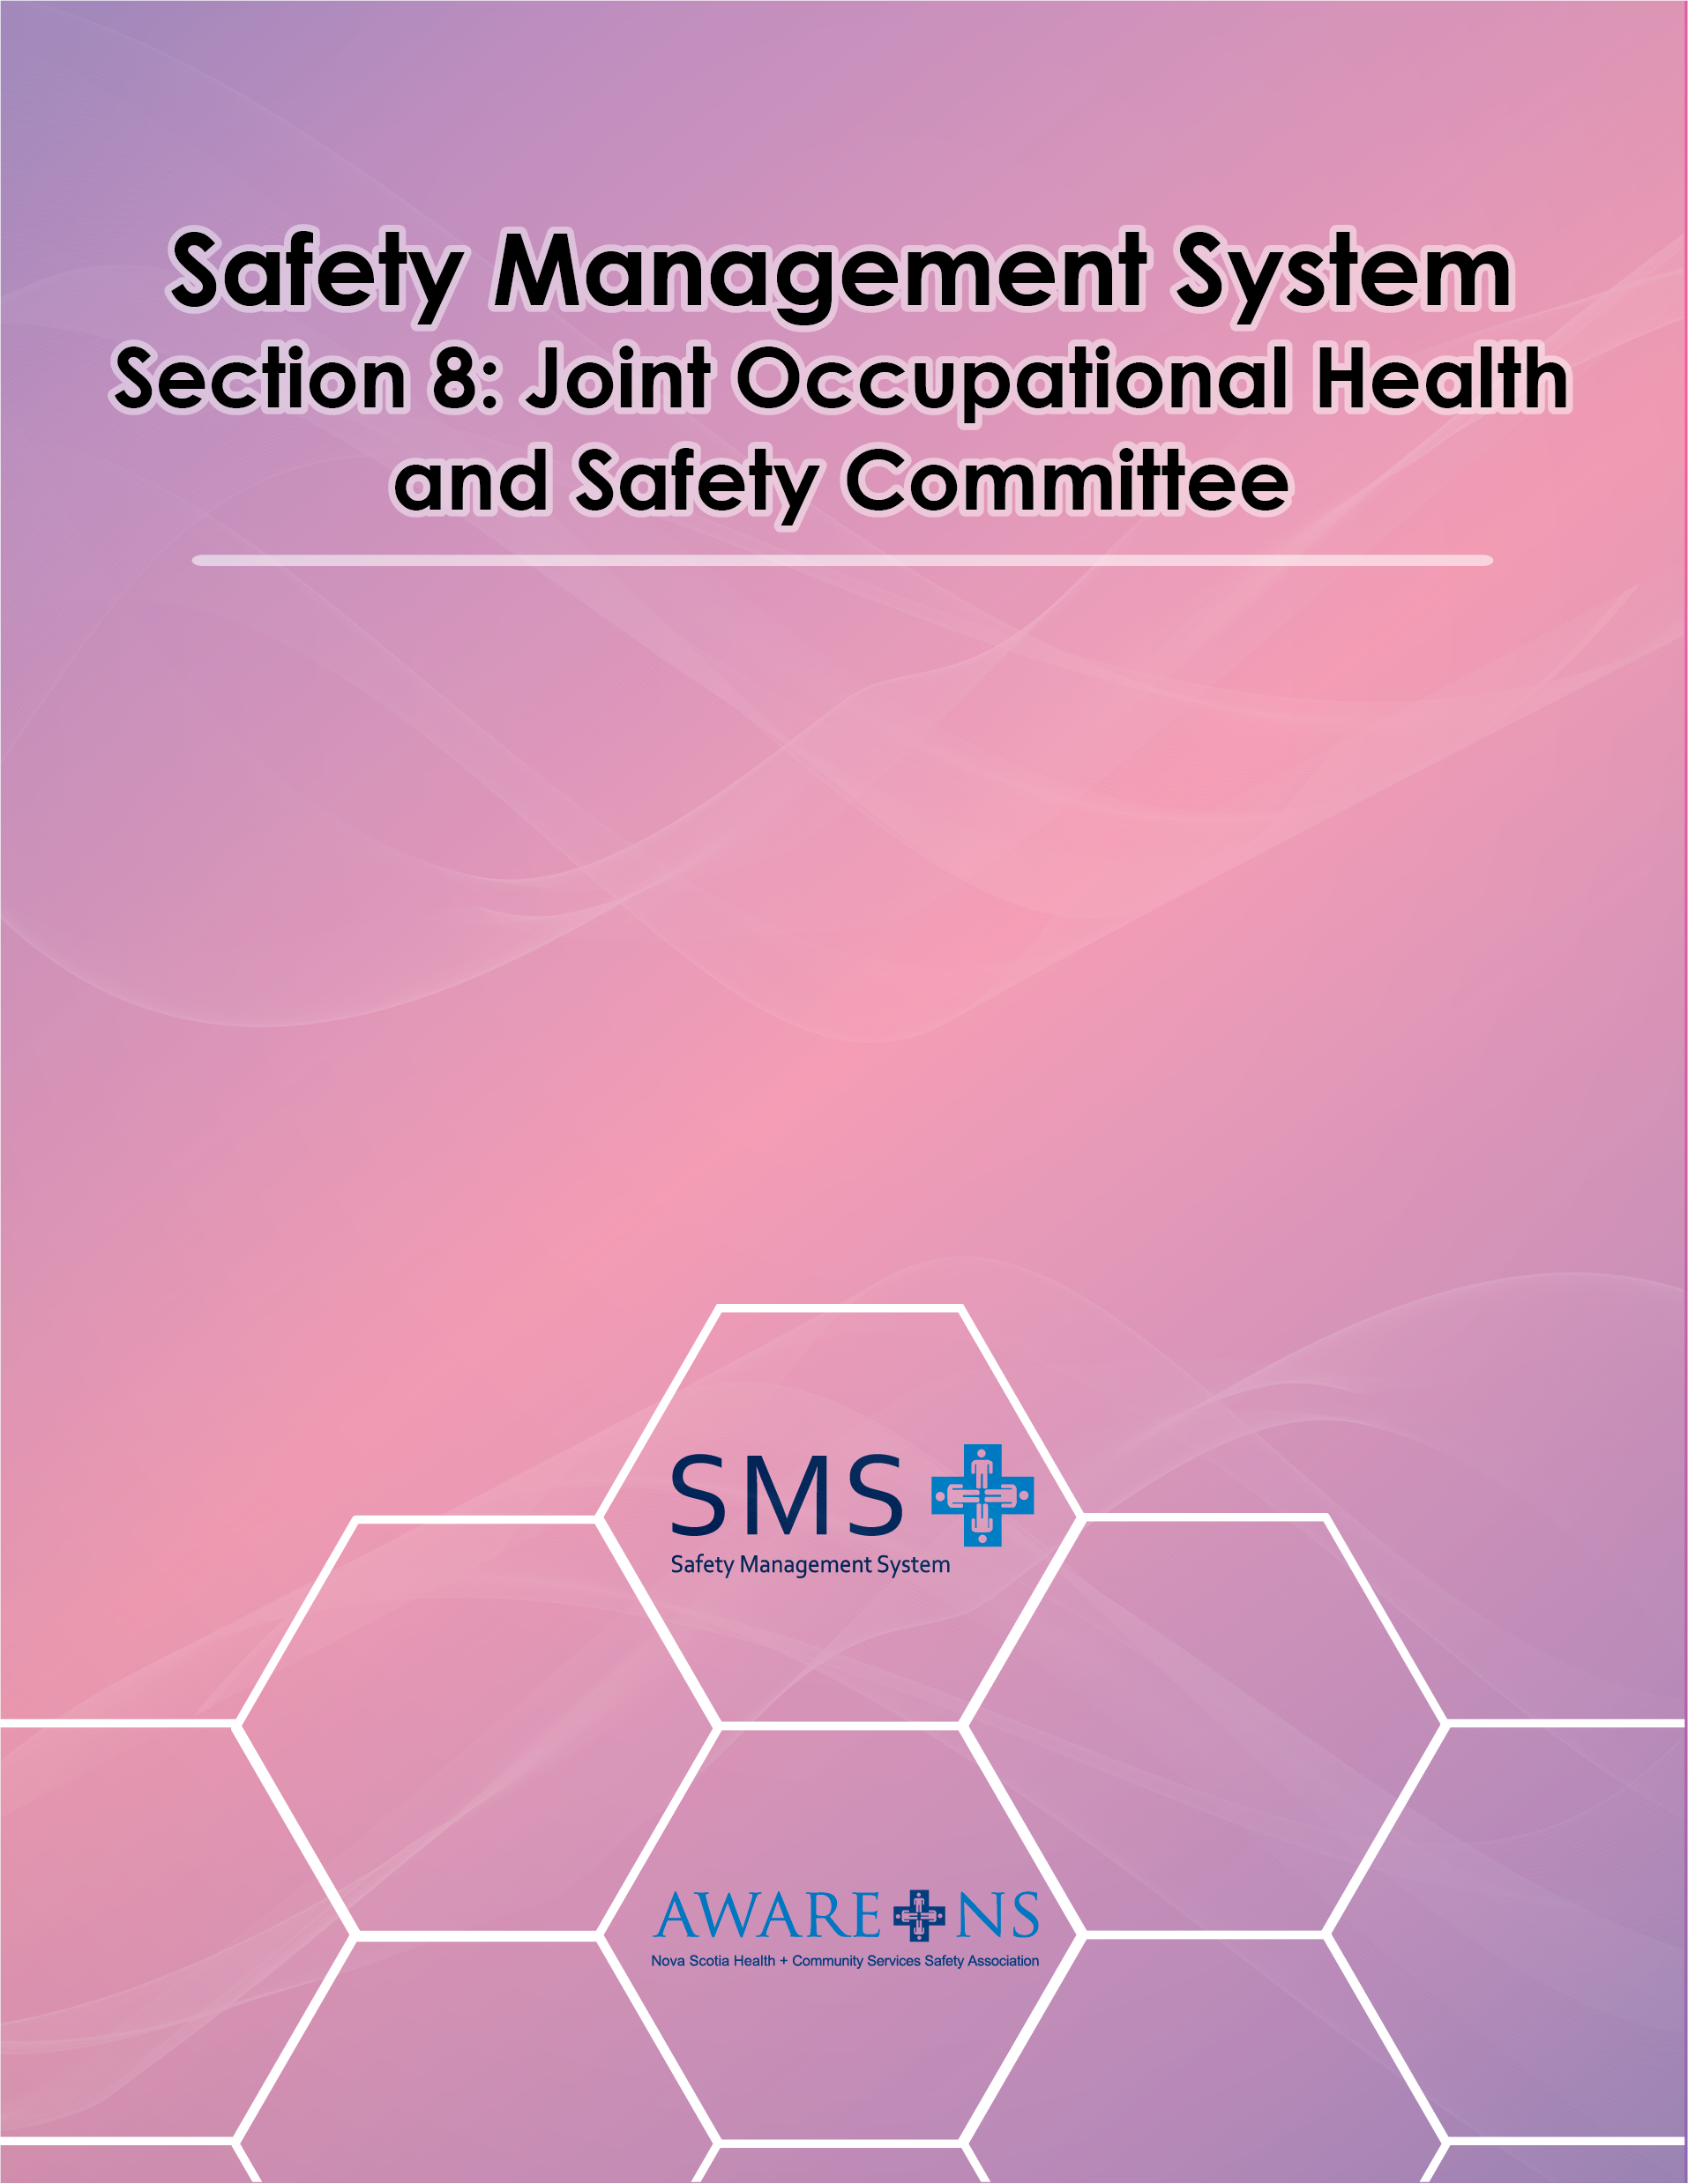 Safety Management System
Section 8: Joint Occupational Health
and Safety Committee
SMS
Safety Management System
AWARE NS
Nova Scotia Health + Community Services Safety Association